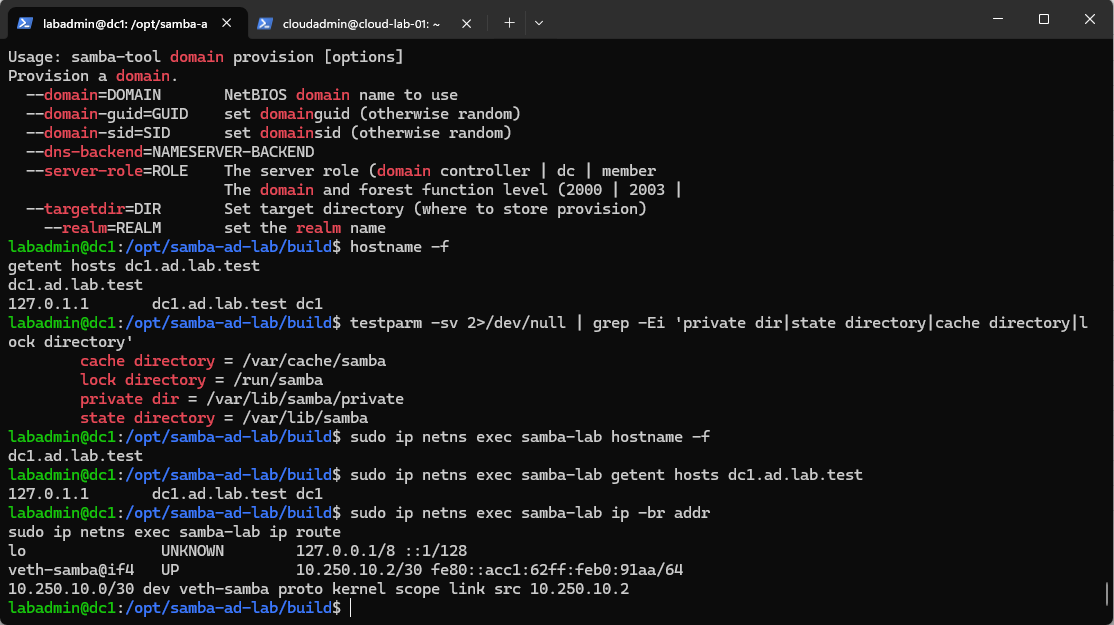 labadmin@dc1: /opt/samba-a
cloudadmin@cloud-lab-01: ~
Usage: samba-tool domain provision [options]
Provision a domain.
  --domain=DOMAIN       NetBIOS domain name to use
  --domain-guid=GUID    set domainguid (otherwise random)
  --domain-sid=SID      set domainsid (otherwise random)
  --dns-backend=NAMESERVER-BACKEND
  --server-role=ROLE    The server role (domain controller | dc | member
                        The domain and forest function level (2000 | 2003 |
  --targetdir=DIR       Set target directory (where to store provision)
    --realm=REALM       set the realm name
labadmin@dc1:/opt/samba-ad-lab/build$ hostname -f
getent hosts dc1.ad.lab.test
dc1.ad.lab.test
127.0.1.1       dc1.ad.lab.test dc1
labadmin@dc1:/opt/samba-ad-lab/build$ testparm -sv 2>/dev/null | grep -Ei 'private dir|state directory|cache directory|l
ock directory'
        cache directory = /var/cache/samba
        lock directory = /run/samba
        private dir = /var/lib/samba/private
        state directory = /var/lib/samba
labadmin@dc1:/opt/samba-ad-lab/build$ sudo ip netns exec samba-lab hostname -f
dc1.ad.lab.test
labadmin@dc1:/opt/samba-ad-lab/build$ sudo ip netns exec samba-lab getent hosts dc1.ad.lab.test
127.0.1.1       dc1.ad.lab.test dc1
labadmin@dc1:/opt/samba-ad-lab/build$ sudo ip netns exec samba-lab ip -br addr
sudo ip netns exec samba-lab ip route
lo               UNKNOWN        127.0.0.1/8 ::1/128
veth-samba@if4   UP             10.250.10.2/30 fe80::acc1:62ff:feb0:91aa/64
10.250.10.0/30 dev veth-samba proto kernel scope link src 10.250.10.2
labadmin@dc1:/opt/samba-ad-lab/build$